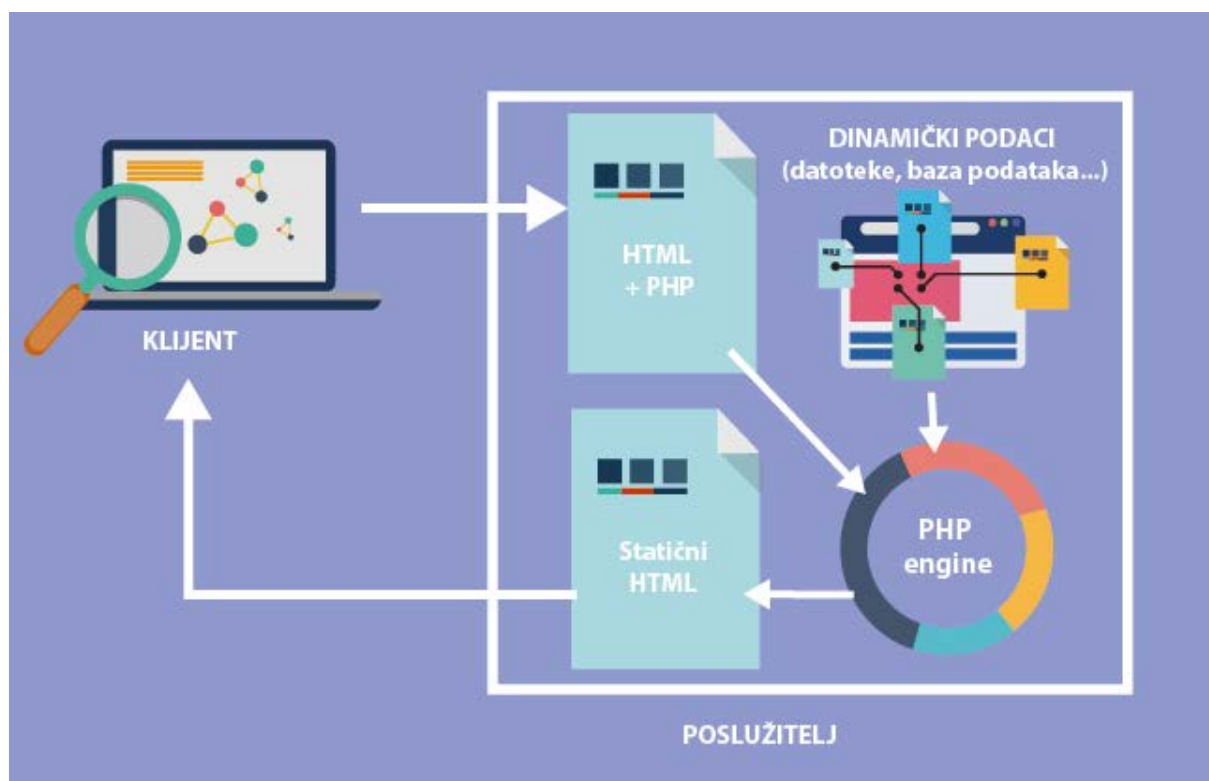 DINAMIČKI PODACI
(datoteke, baza podataka...)
HTML
+ PHP
KLIJENT
PHP
engine
Statični
HTML
POSLUŽITELJ